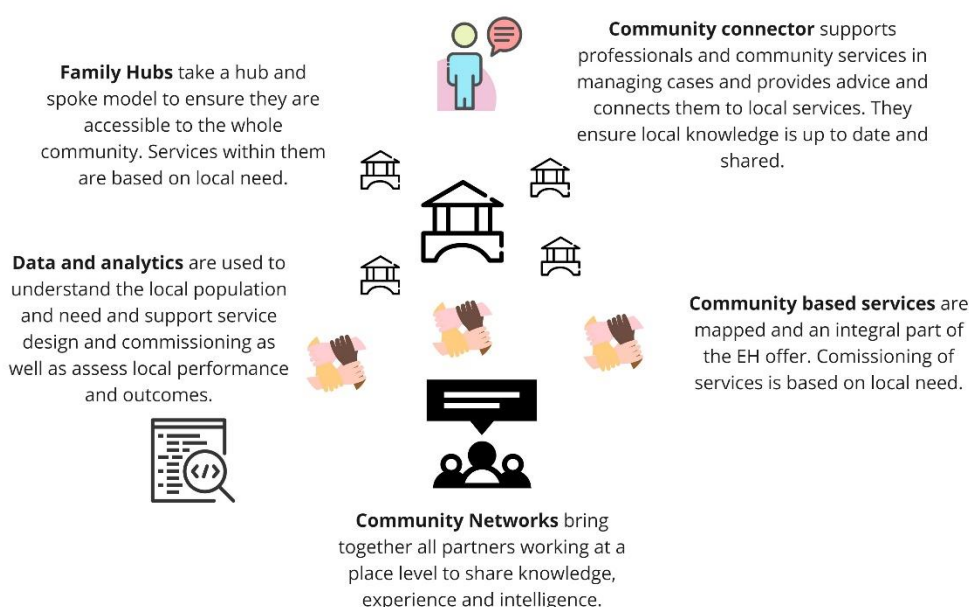 Family Hubs take a hub and
spoke model to ensure they are
accessible to the whole
community. Services within them
are based on local need.
Community connector supports
professionals and community services in
managing cases and provides advice and
connects them to local services. They
ensure local knowledge is up to date and
shared.
Data and analytics are used to
understand the local population
and need and support service
design and commissioning as
well as assess local performance
and outcomes.
Community based services are
mapped and an integral part of
the EH offer. Comissioning of
services is based on local need.
</>
Community Networks bring
together all partners working at a
place level to share knowledge,
experience and intelligence.